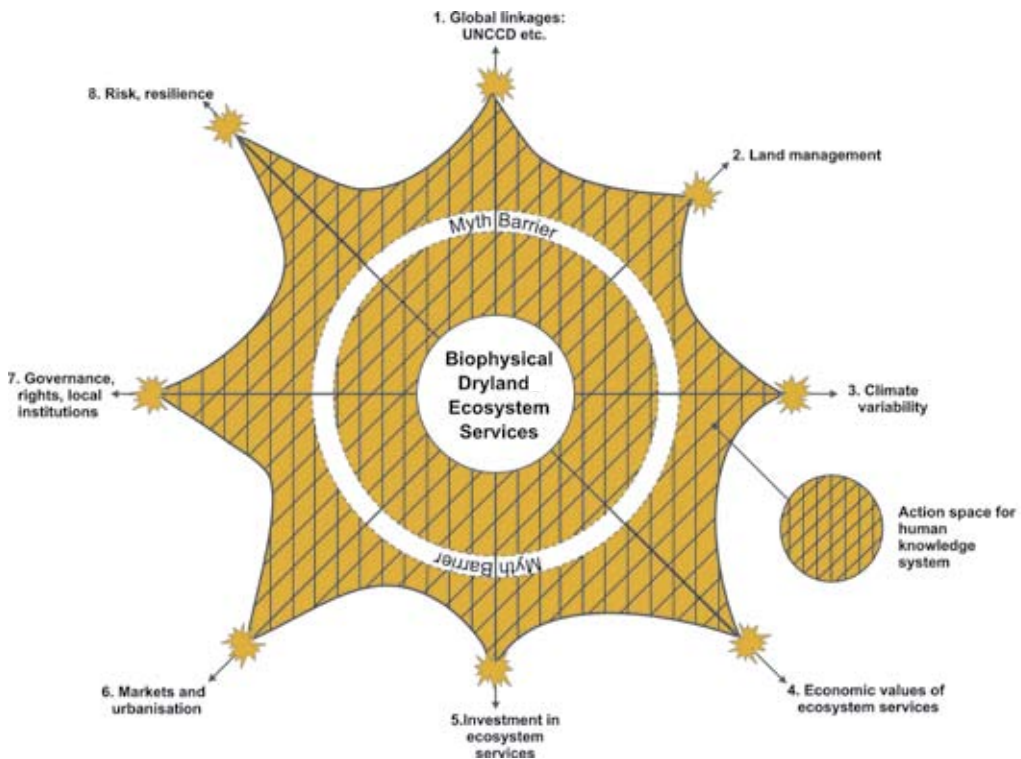 1. Global linkages:
UNCCD etc.
8. Risk, resilience
2. Land management
Myth Barrier
Biophysical
Dryland
Ecosystem
Services
7. Governance,
rights, local
institutions
3. Climate
variability
Action space for
human
knowledge
system
Myth Barrier
6. Markets and
urbanisation
5.Investment in
ecosystem
services
4. Economic values of
ecosystem services